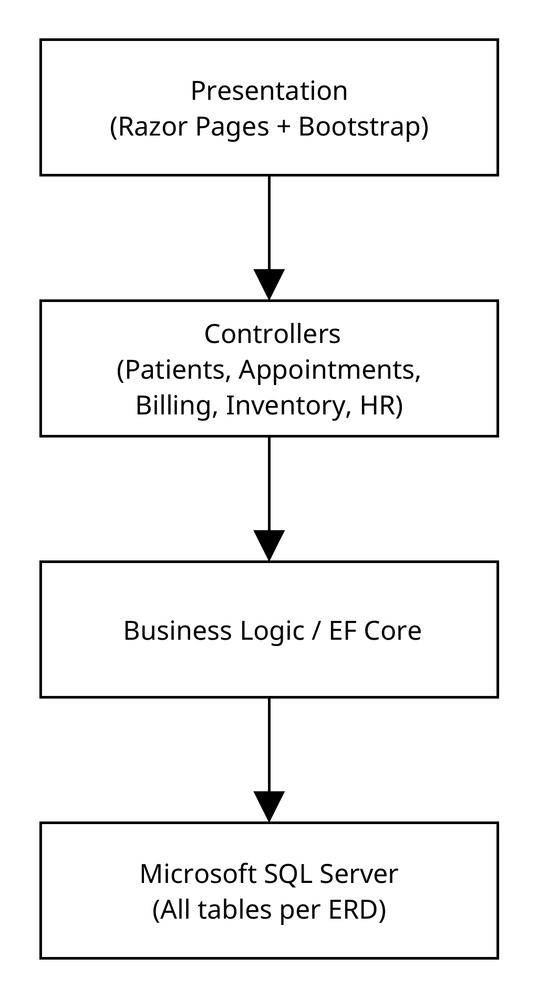 Presentation
(Razor Pages + Bootstrap)
Controllers
(Patients, Appointments,
Billing, Inventory, HR)
Business Logic / EF Core
Microsoft SQL Server
(All tables per ERD)